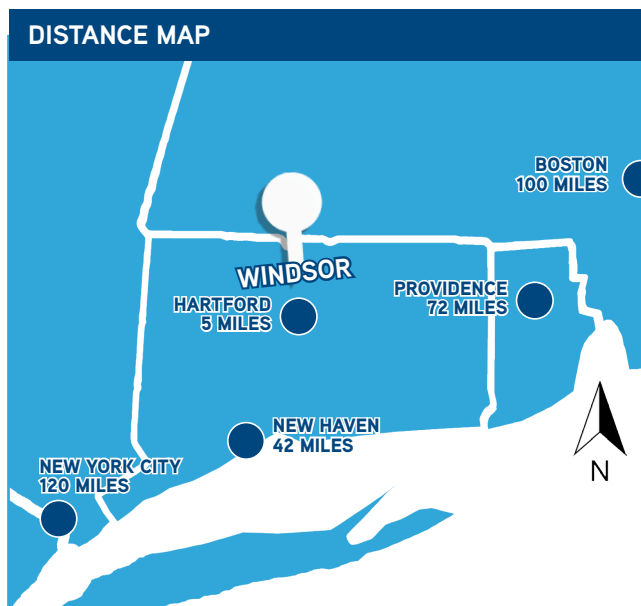 DISTANCE MAP
BOSTON
100 MILES
WINDSOR
HARTFORD
5 MILES
PROVIDENCE
72 MILES
NEW HAVEN
42 MILES
NEW YORK CITY
120 MILES
N